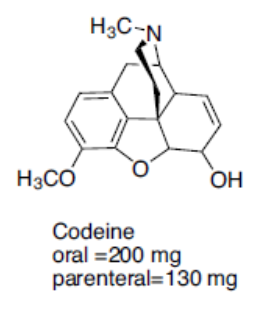 H₃C-N
H₃CO
O
OH
Codeine
oral =200 mg
parenteral=130 mg